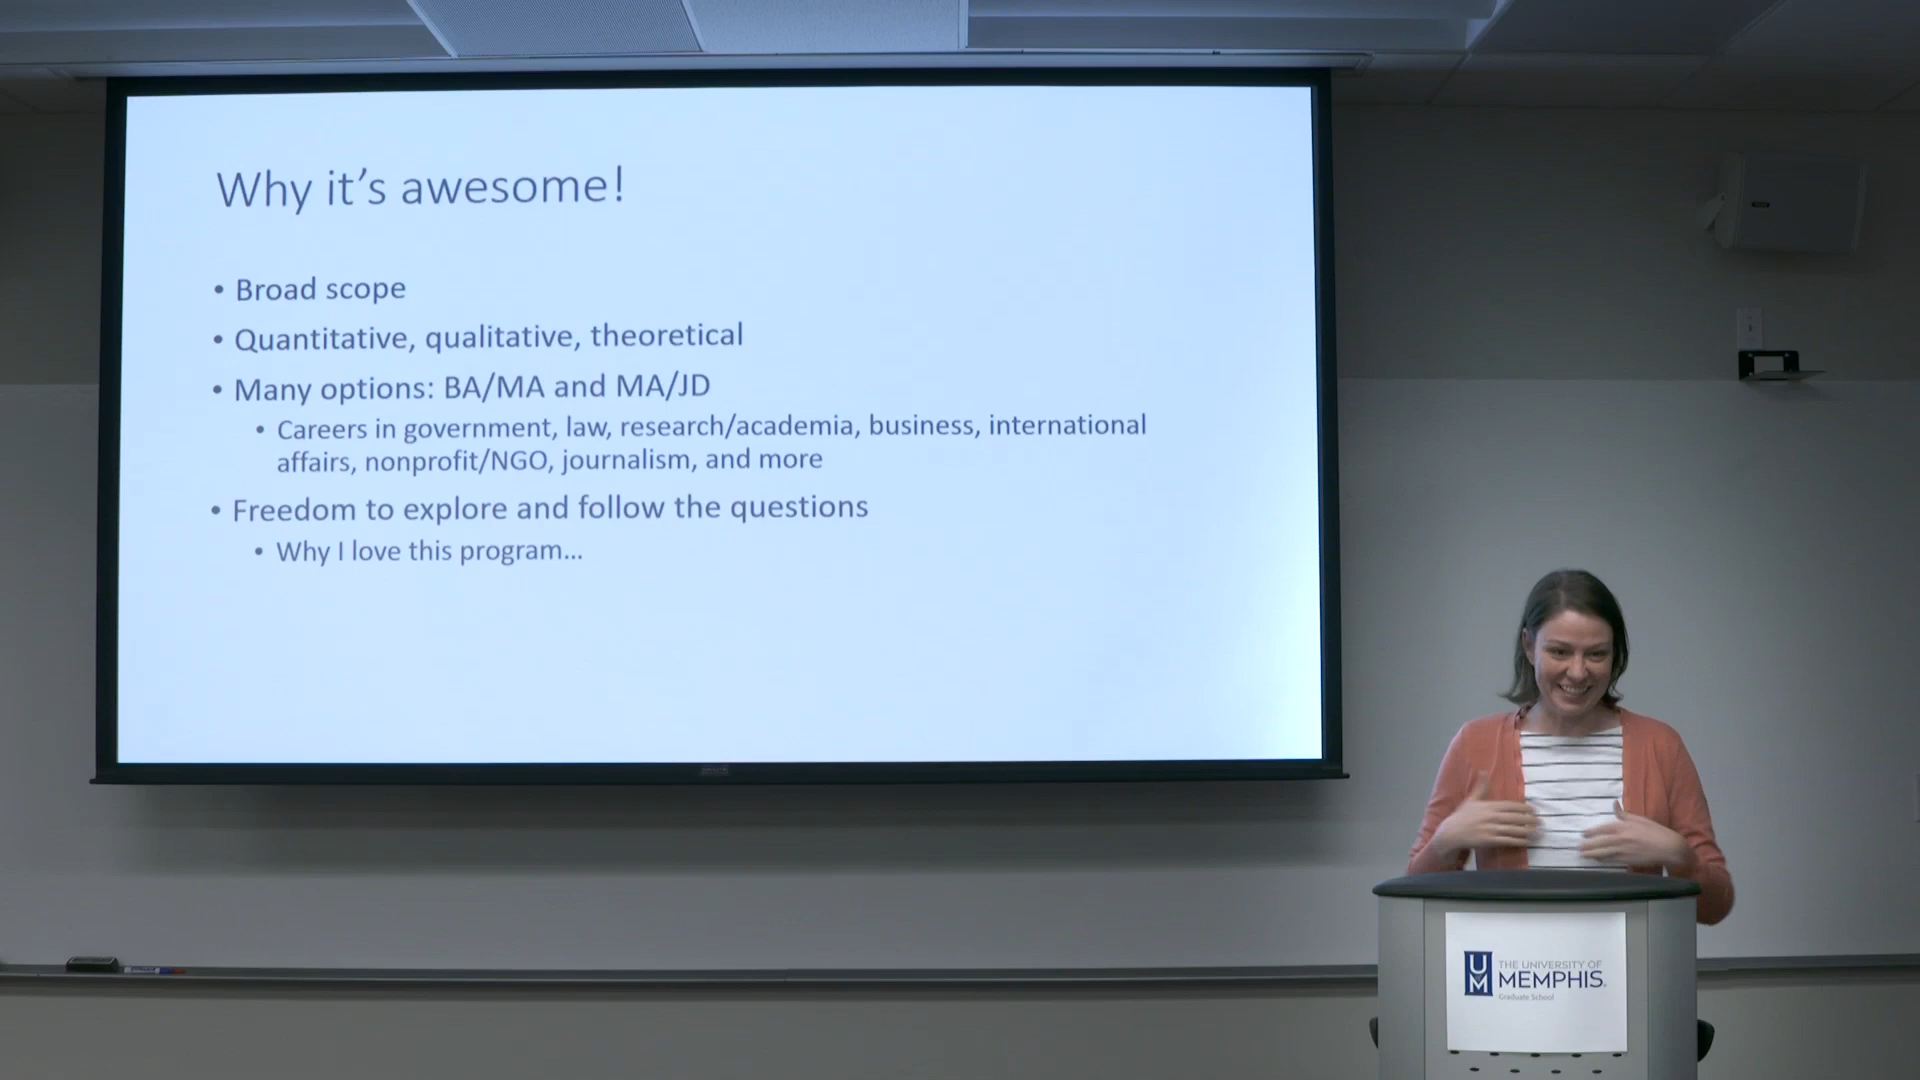 Why it's awesome!
• Broad scope
• Quantitative, qualitative, theoretical
• Many options: BA/MA and MA/JD
• Careers in government, law, research/academia, business, international
affairs, nonprofit/NGO, journalism, and more
• Freedom to explore and follow the questions
• Why I love this program...
UM
THE UNIVERSITY OF
MEMPHIS.
Graduate School